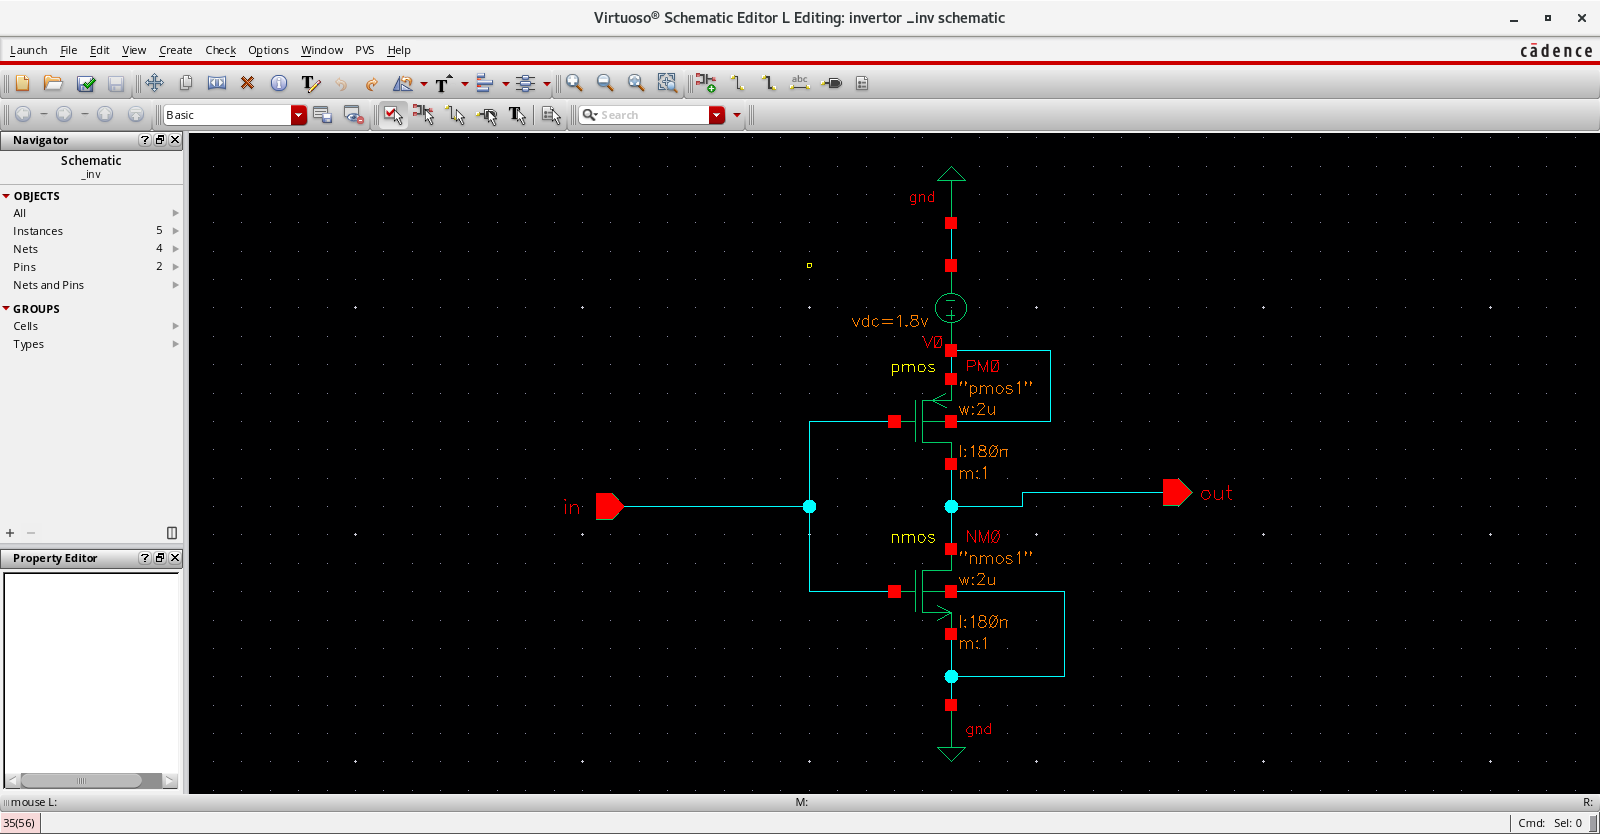 Virtuoso® Schematic Editor L Editing: invertor _inv schematic
Launch File Edit View Create Check Options Window PVS Help
cādence
abc
Basic
Search
Navigator
Schematic
_inv
OBJECTS
All
Instances 5
Nets 4
Pins 2
Nets and Pins
GROUPS
Cells
Types
Property Editor
gnd
vdc=1.8v
V0
pmos PM0
"pmos1"
w:2u
l:180n
m:1
in
out
nmos NM0
"nmos1"
w:2u
l:180n
m:1
gnd
mouse L: M: R:
35(56) Cmd: Sel: 0